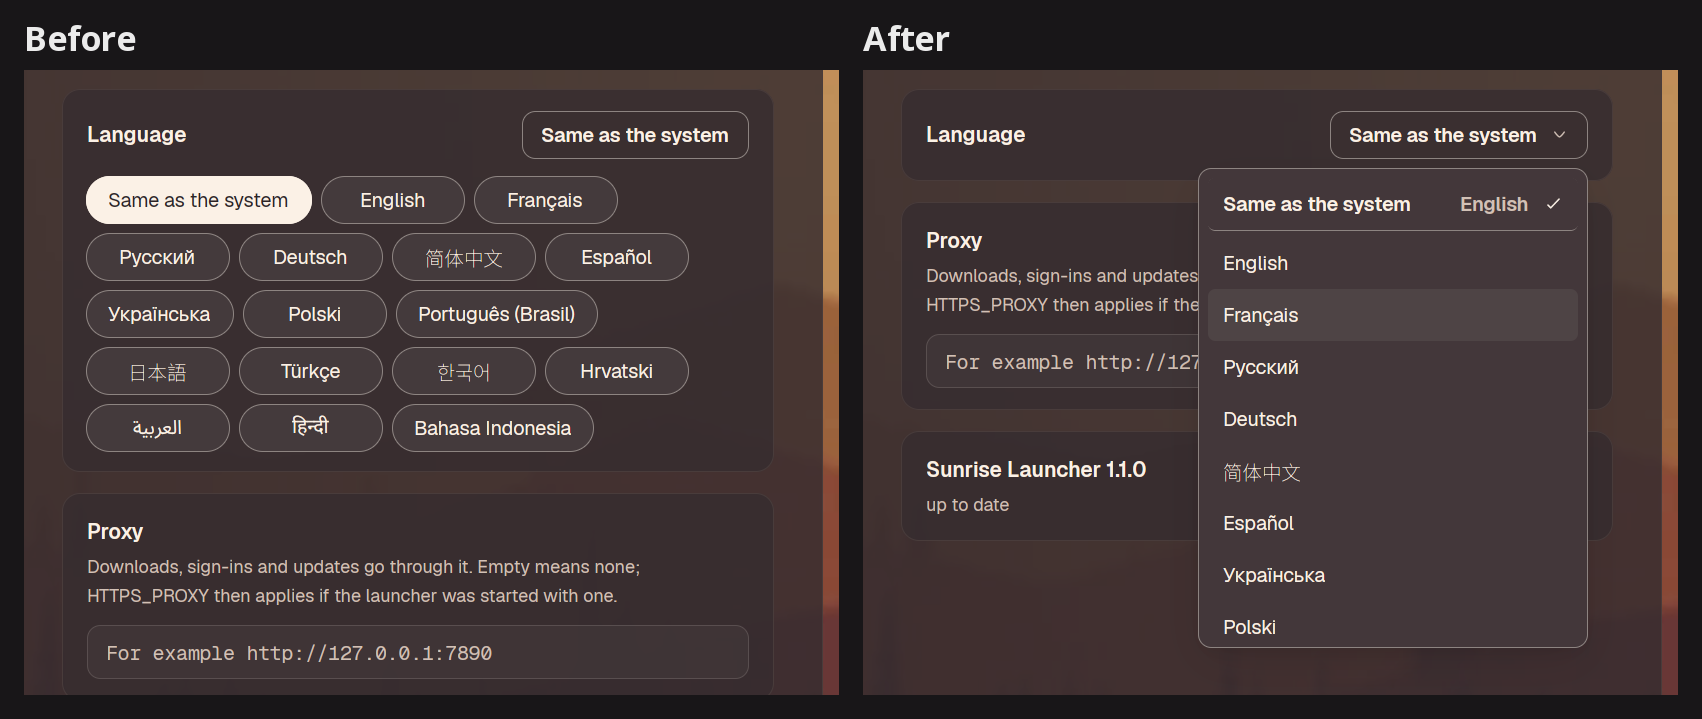 Before
Language
Same as the system
Same as the system
English
Français
Русский
Deutsch
简体中文
Español
Українська
Polski
Português (Brasil)
日本語
Türkçe
한국어
Hrvatski
العربية
हिन्दी
Bahasa Indonesia
Proxy
Downloads, sign-ins and updates go through it. Empty means none;
HTTPS_PROXY then applies if the launcher was started with one.
For example http://127.0.0.1:7890
After
Language
Same as the system
Same as the system English
English
Français
Русский
Deutsch
简体中文
Español
Українська
Polski
Proxy
Downloads, sign-ins and updates
HTTPS_PROXY then applies if the
For example http://127
Sunrise Launcher 1.1.0
up to date